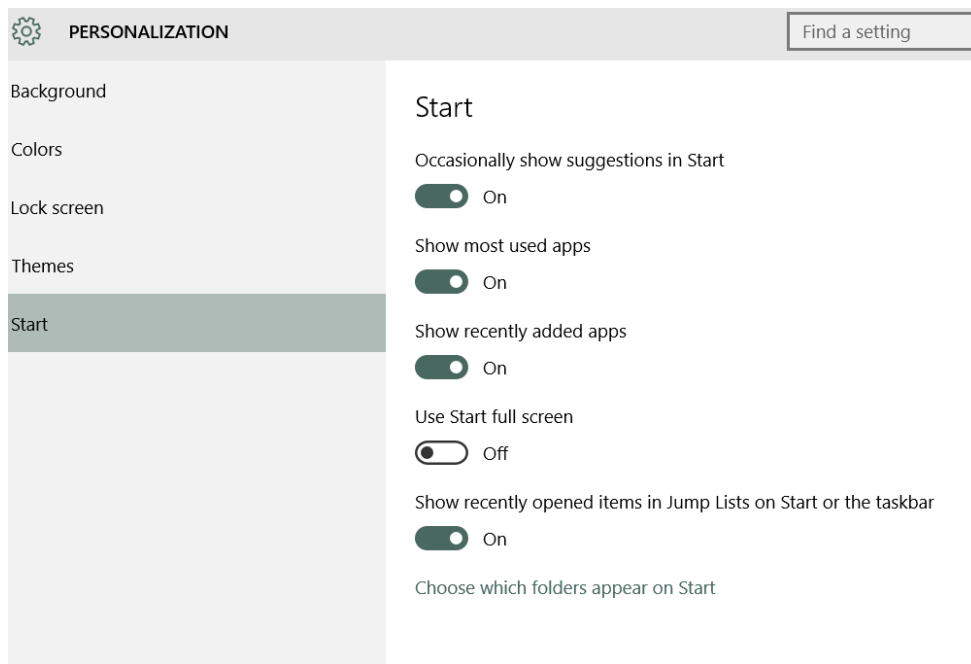 PERSONALIZATION
Find a setting
Background
Colors
Lock screen
Themes
Start
Start
Occasionally show suggestions in Start
On
Show most used apps
On
Show recently added apps
On
Use Start full screen
Off
Show recently opened items in Jump Lists on Start or the taskbar
On
Choose which folders appear on Start